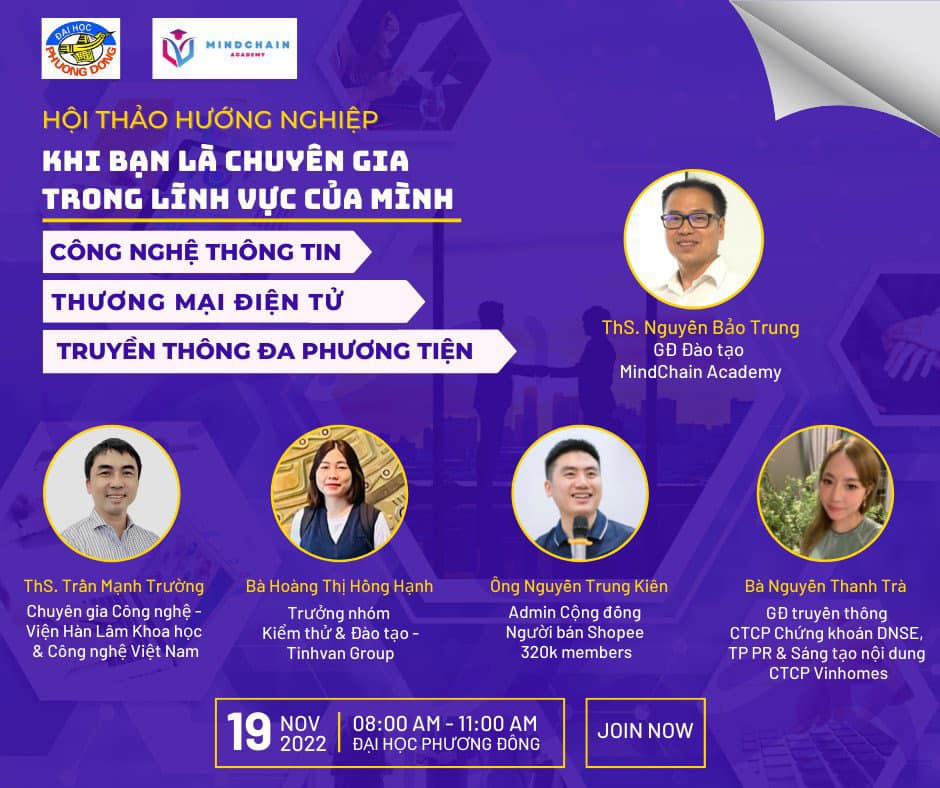 ĐẠI HỌC
PHƯƠNG ĐÔNG
MINDCHAIN
ACADEMY
HỘI THẢO HƯỚNG NGHIỆP
KHI BẠN LÀ CHUYÊN GIA
TRONG LĨNH VỰC CỦA MÌNH
CÔNG NGHỆ THÔNG TIN
THƯƠNG MẠI ĐIỆN TỬ
TRUYỀN THÔNG ĐA PHƯƠNG TIỆN
ThS. Nguyễn Bảo Trung
GĐ Đào tạo
MindChain Academy
ThS. Trần Mạnh Trường
Chuyên gia Công nghệ -
Viện Hàn Lâm Khoa học
& Công nghệ Việt Nam
Bà Hoàng Thị Hồng Hạnh
Trưởng nhóm
Kiểm thử & Đào tạo -
Tinhvan Group
Ông Nguyễn Trung Kiên
Admin Cộng đồng
Người bán Shopee
320k members
Bà Nguyễn Thanh Trà
GĐ truyền thông
CTCP Chứng khoán DNSE,
TP PR & Sáng tạo nội dung
CTCP Vinhomes
19 NOV 2022
08:00 AM - 11:00 AM
ĐẠI HỌC PHƯƠNG ĐÔNG
JOIN NOW